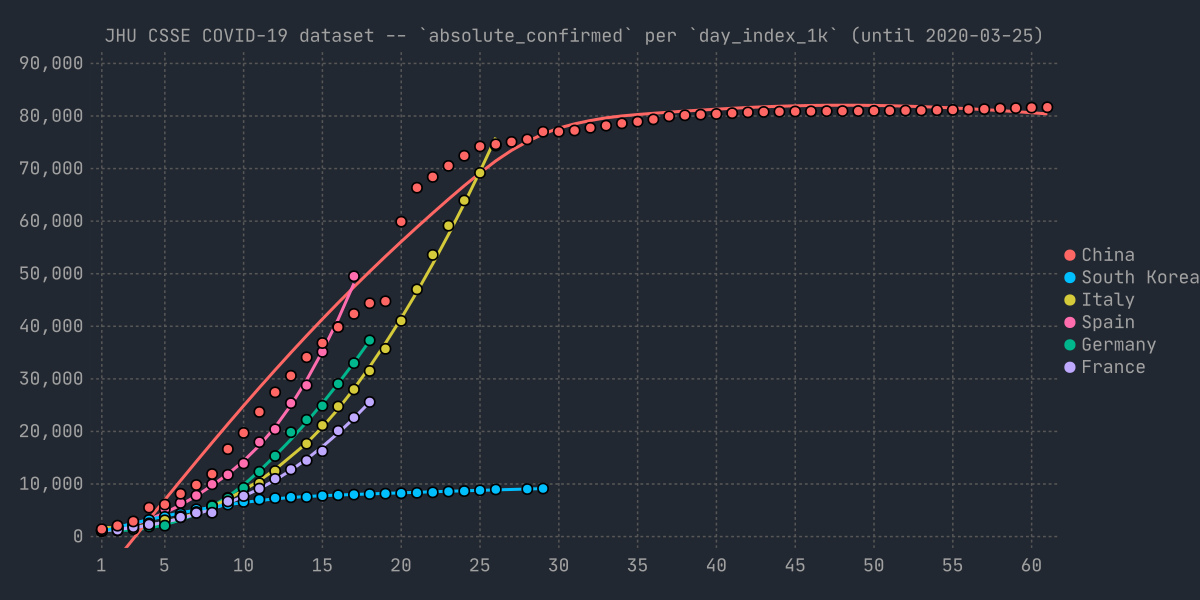 JHU CSSE COVID-19 dataset -- `absolute_confirmed` per `day_index_1k` (until 2020-03-25)
90,000
80,000
70,000
60,000
50,000
40,000
30,000
20,000
10,000
0
1 5 10 15 20 25 30 35 40 45 50 55 60
China
South Korea
Italy
Spain
Germany
France